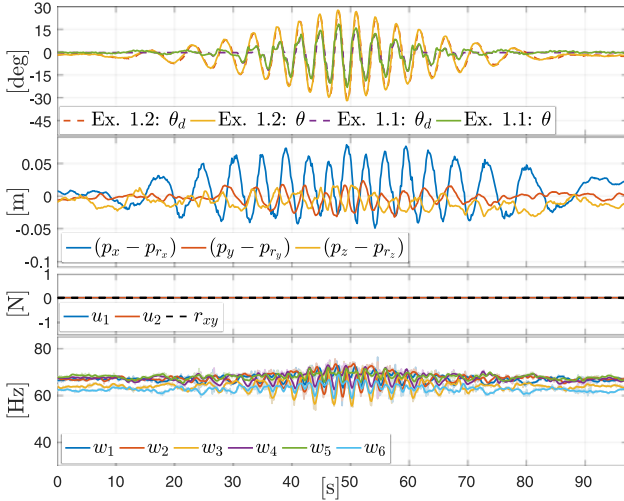 30
15
0
-15
-30
-45
[deg]
Ex. 1.2: θ_d Ex. 1.2: θ Ex. 1.1: θ_d Ex. 1.1: θ
0.05
0
-0.05
-0.1
[m]
(p_x − p_{r_x}) (p_y − p_{r_y}) (p_z − p_{r_z})
1
0
-1
[N]
u_1 u_2 r_{xy}
80
60
40
[Hz]
w_1 w_2 w_3 w_4 w_5 w_6
0 10 20 30 40 50 60 70 80 90
[s]